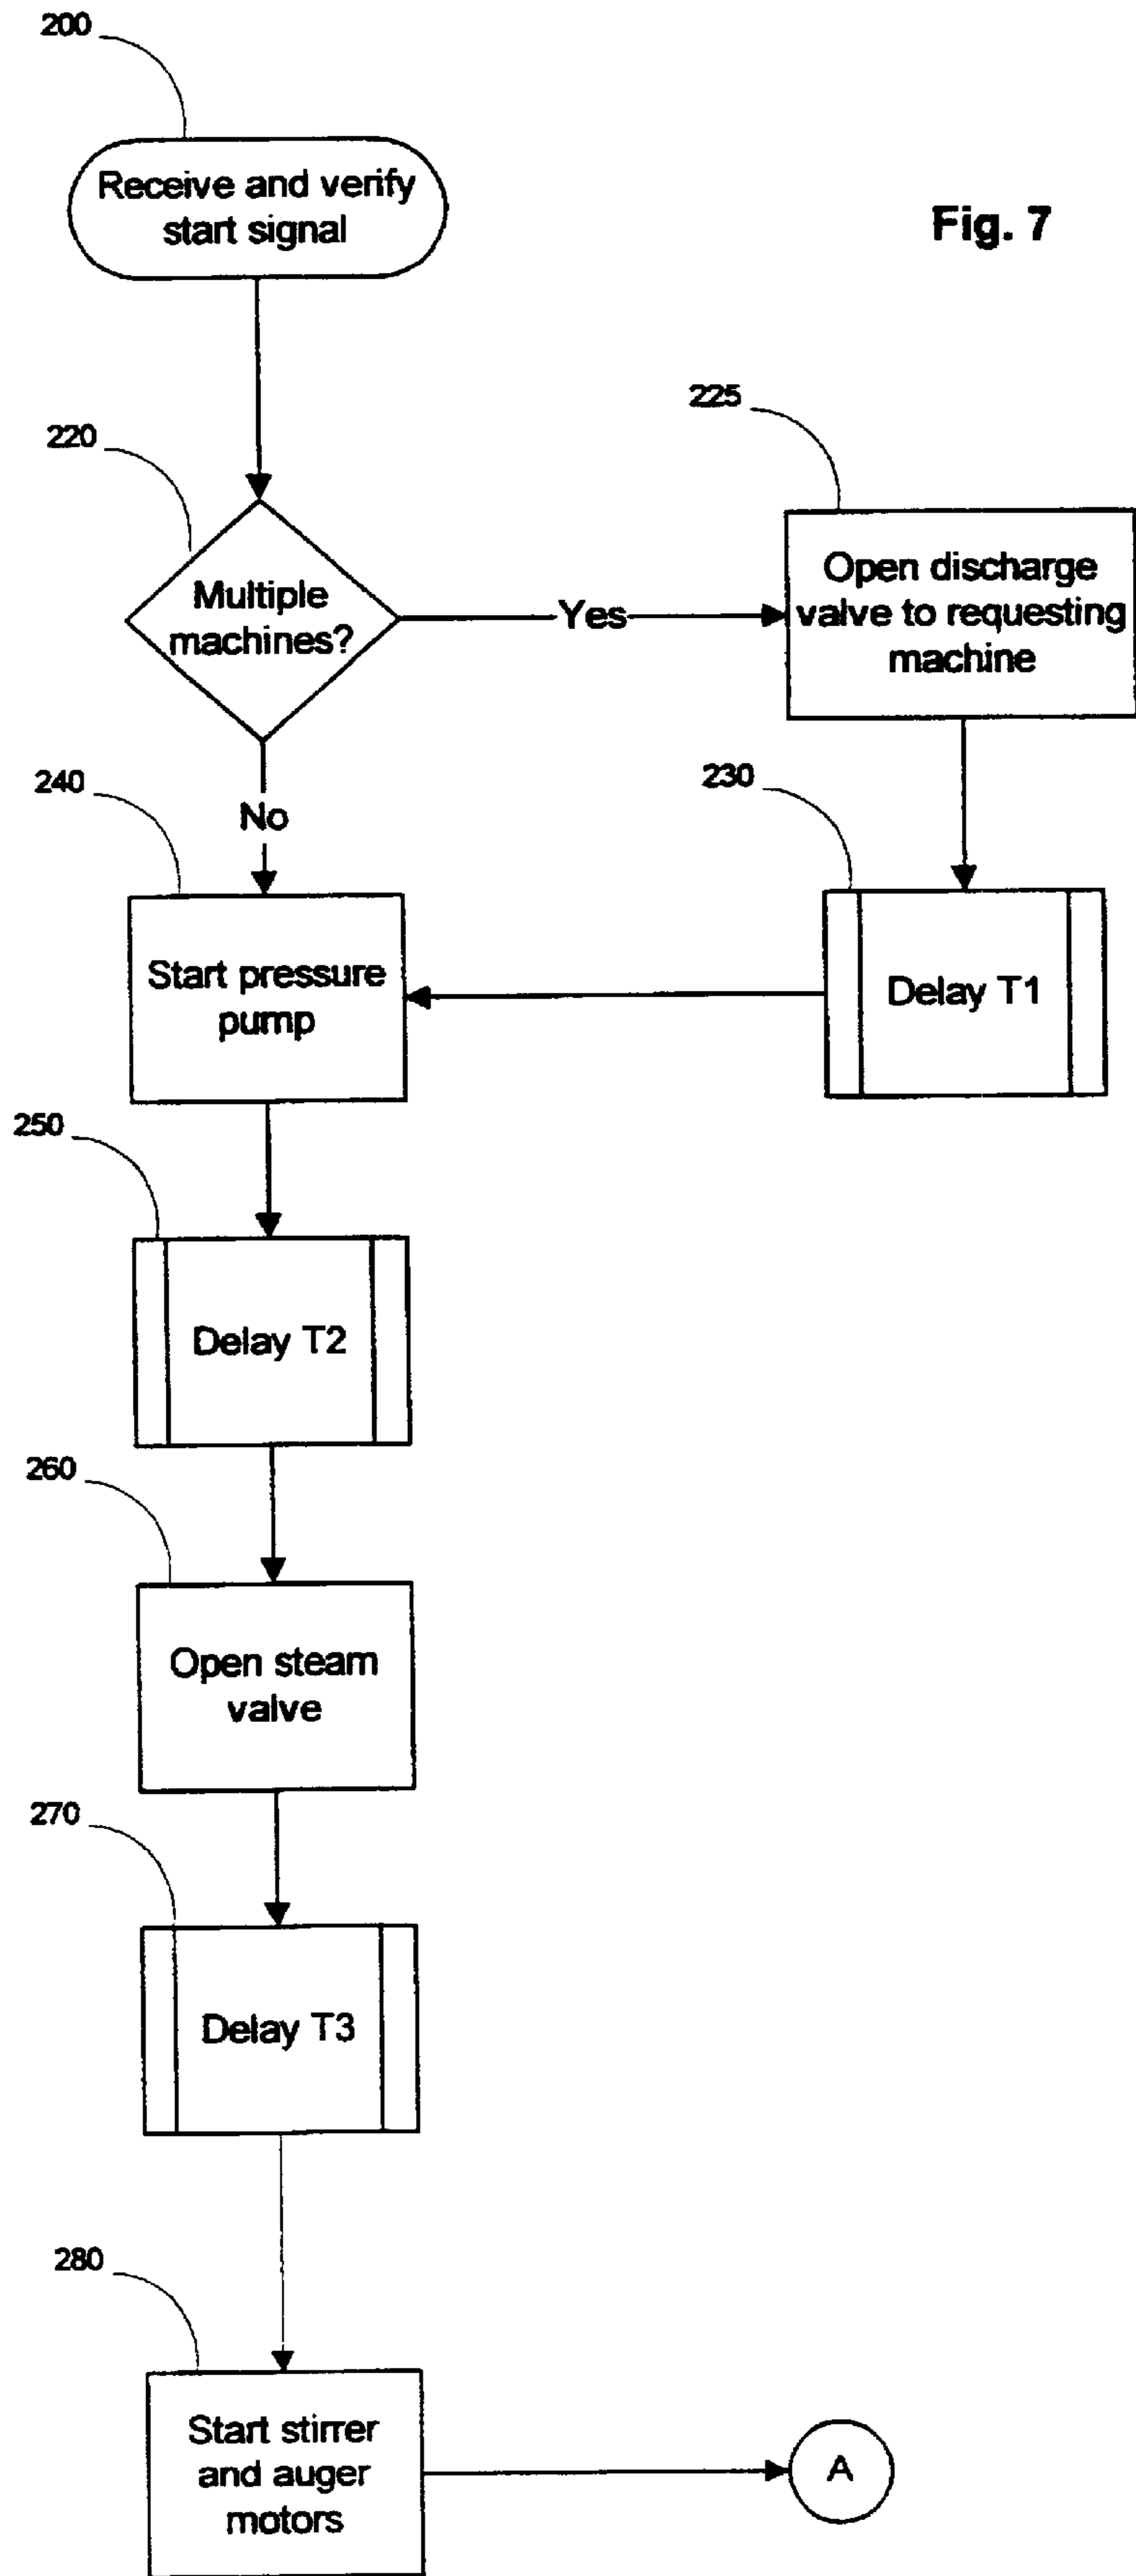 200
Receive and verify
start signal
Fig. 7
220
Multiple
machines?
Yes
225
Open discharge
valve to requesting
machine
No
230
Delay T1
240
Start pressure
pump
250
Delay T2
260
Open steam
valve
270
Delay T3
280
Start stirrer
and auger
motors
A